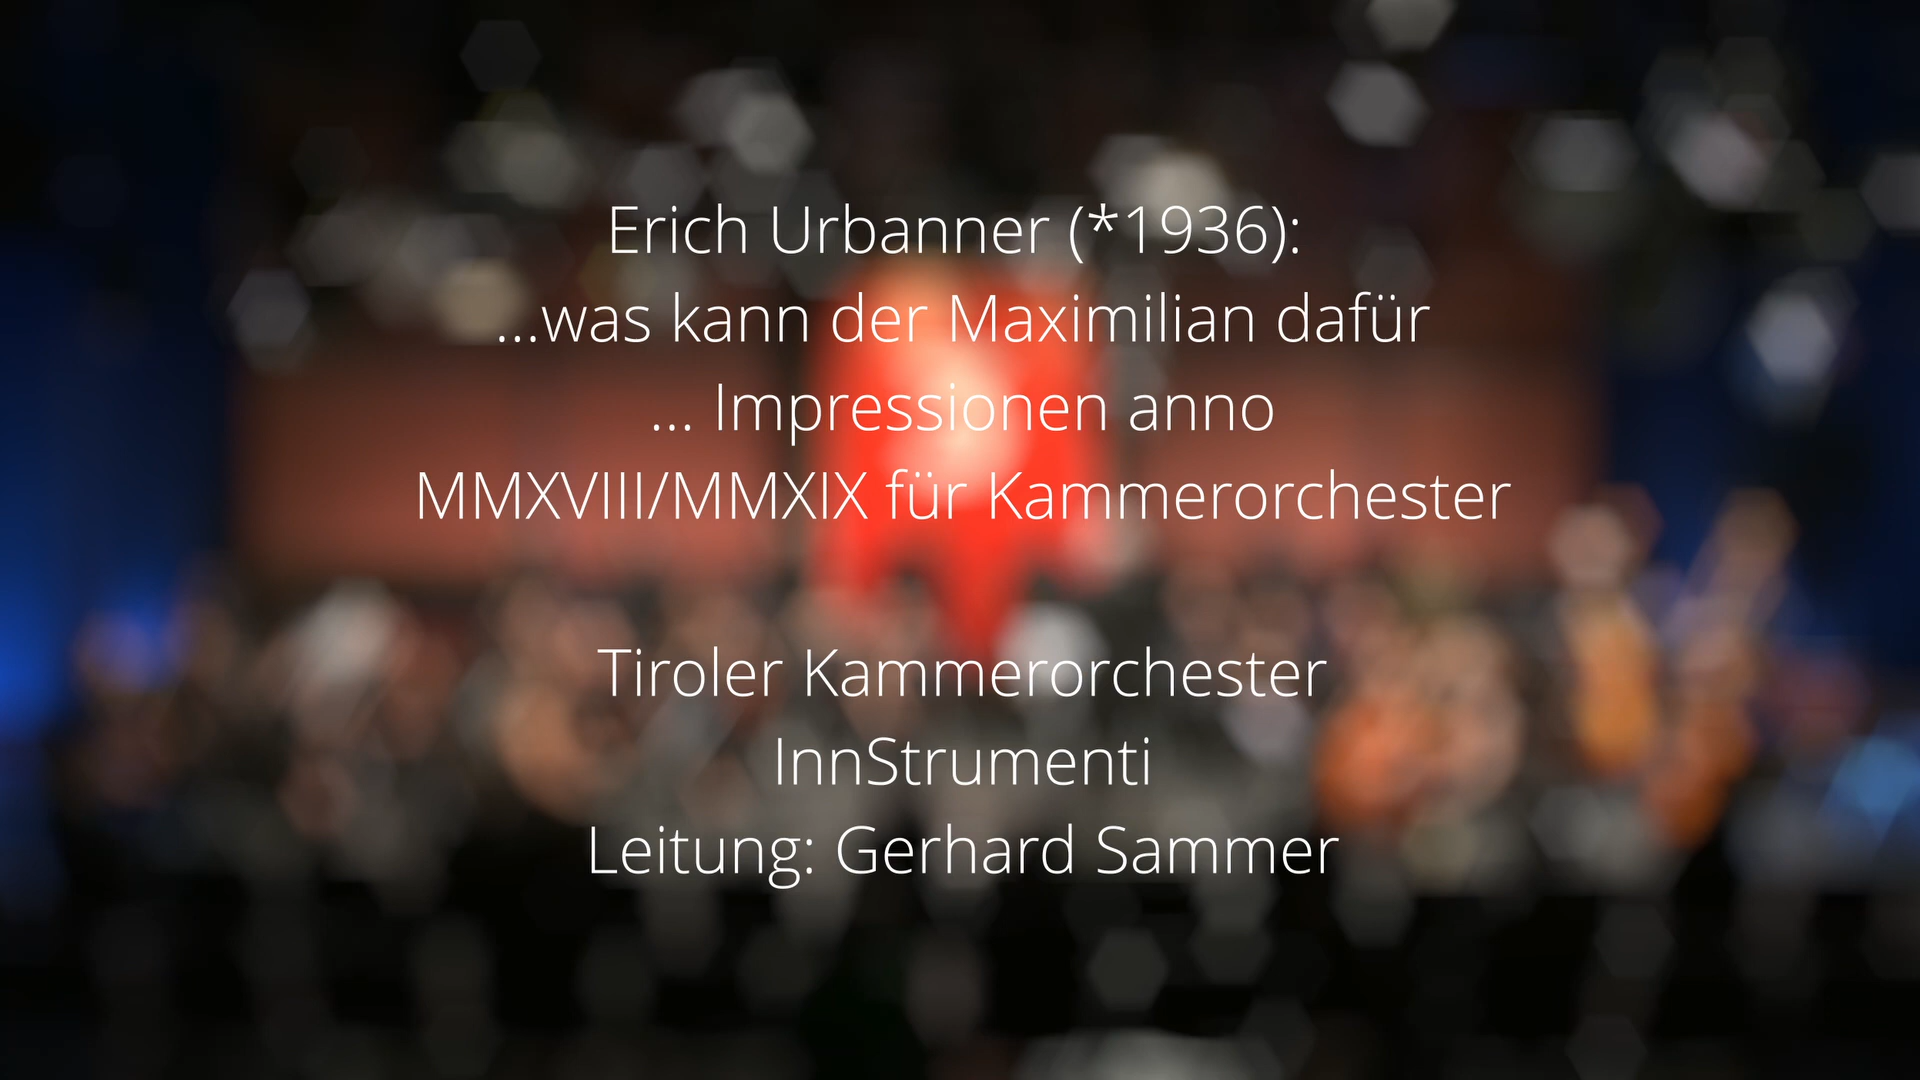 Erich Urbanner (*1936):
...was kann der Maximilian dafür
... Impressionen anno
MMXVIII/MMXIX für Kammerorchester
Tiroler Kammerorchester
InnStrumenti
Leitung: Gerhard Sammer